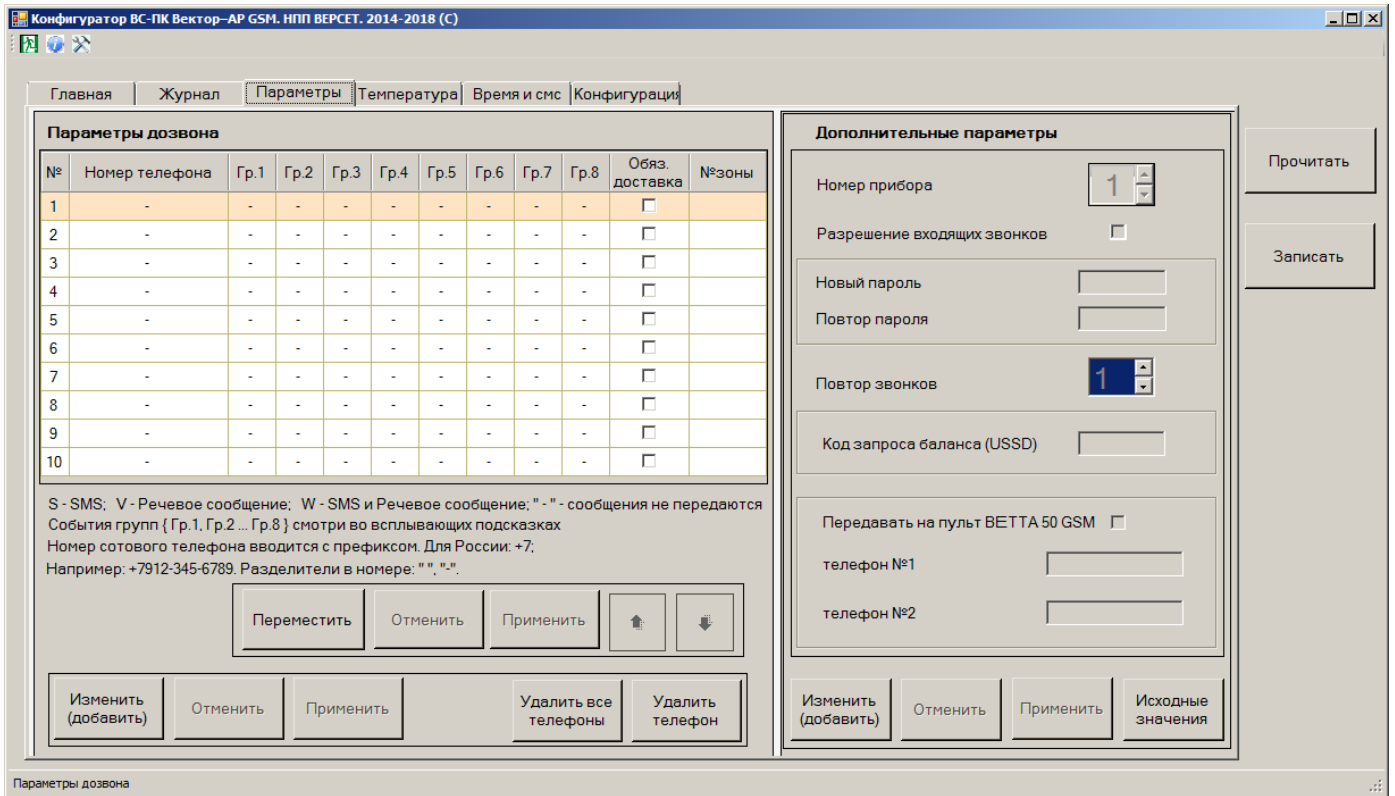 Конфигуратор ВС-ПК Вектор–АР GSM. НПП ВЕРСЕТ. 2014-2018 (С)
Главная Журнал Параметры Температура Время и смс Конфигурация
Параметры дозвона
№ Номер телефона Гр.1 Гр.2 Гр.3 Гр.4 Гр.5 Гр.6 Гр.7 Гр.8 Обяз. доставка №зоны
1 - - - - - - - - -
2 - - - - - - - - -
3 - - - - - - - - -
4 - - - - - - - - -
5 - - - - - - - - -
6 - - - - - - - - -
7 - - - - - - - - -
8 - - - - - - - - -
9 - - - - - - - - -
10 - - - - - - - - -
S - SMS; V - Речевое сообщение; W - SMS и Речевое сообщение; " - " - сообщения не передаются
События групп { Гр.1, Гр.2 ... Гр.8 } смотри во всплывающих подсказках
Номер сотового телефона вводится с префиксом. Для России: +7;
Например: +7912-345-6789. Разделители в номере: " ", "-".
Переместить Отменить Применить
Изменить (добавить) Отменить Применить Удалить все телефоны Удалить телефон
Дополнительные параметры
Номер прибора 1
Разрешение входящих звонков
Новый пароль
Повтор пароля
Повтор звонков 1
Код запроса баланса (USSD)
Передавать на пульт BETTA 50 GSM
телефон №1
телефон №2
Изменить (добавить) Отменить Применить Исходные значения
Прочитать
Записать
Параметры дозвона